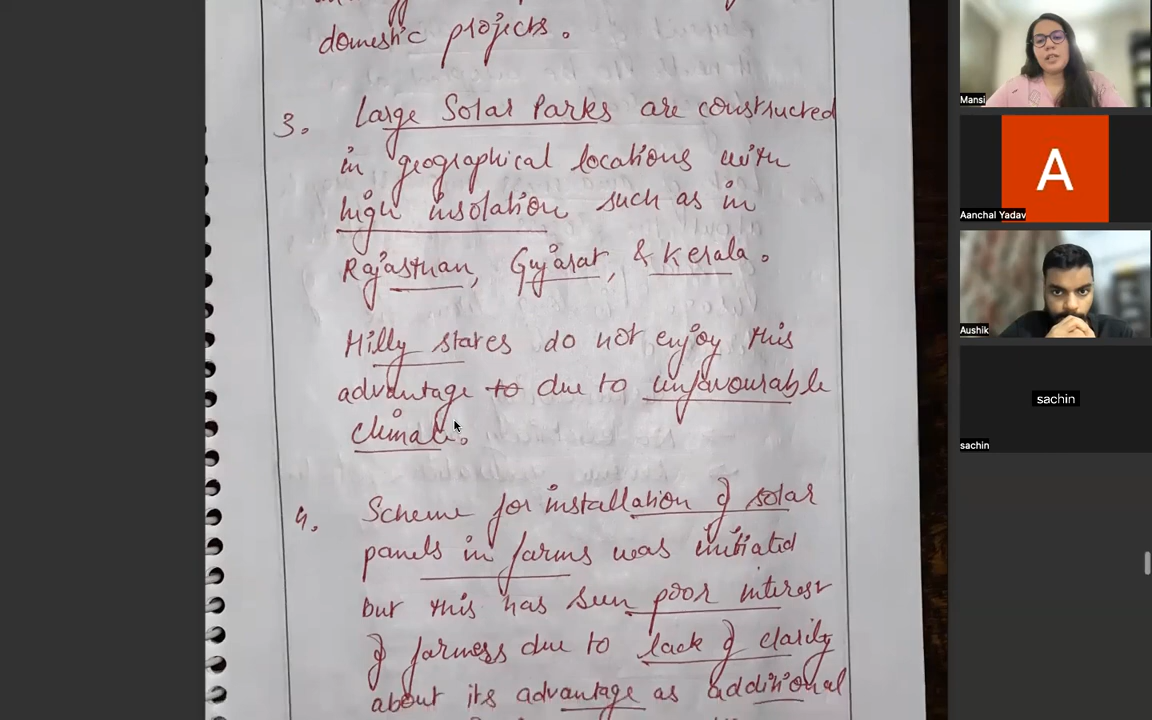 domestic projects.
3. Large Solar Parks are constructed
in geographical locations with
high insolation such as in
Rajasthan, Gujarat, & Kerala.
Hilly states do not enjoy this
advantage to due to unfavourable
climate.
4. Scheme for installation of solar
panels in farms was initiated
but this has seen poor interest
of farmess due to lack of clarity
about its advantage as additional
Mansi
A
Aanchal Yadav
Aushik
sachin
sachin